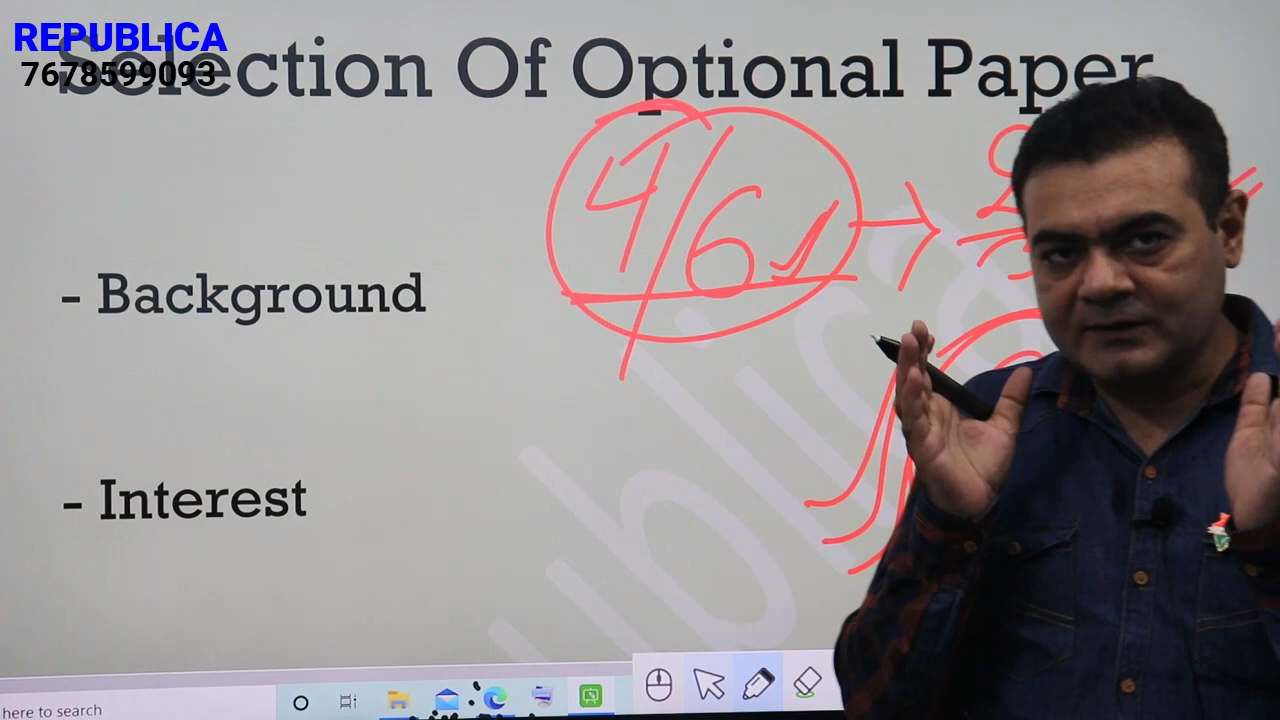 REPUBLICA
7678599093
Selection Of Optional Paper
4/61
- Background
- Interest
here to search